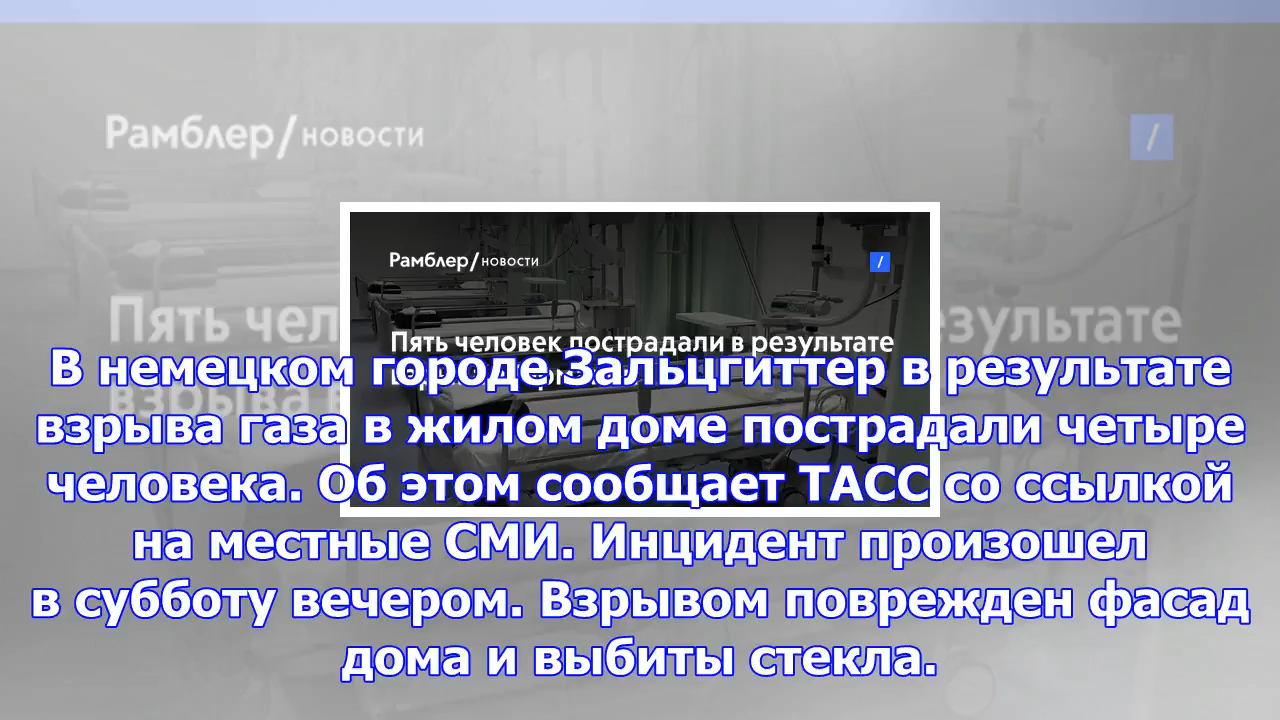 Рамблер/новости
/
Рамблер/новости
/
Пять человек пострадали в результате
Пять чел езультате
взрыва в
В немецком городе Зальцгиттер в результате
взрыва газа в жилом доме пострадали четыре
человека. Об этом сообщает ТАСС со ссылкой
на местные СМИ. Инцидент произошел
в субботу вечером. Взрывом поврежден фасад
дома и выбиты стекла.